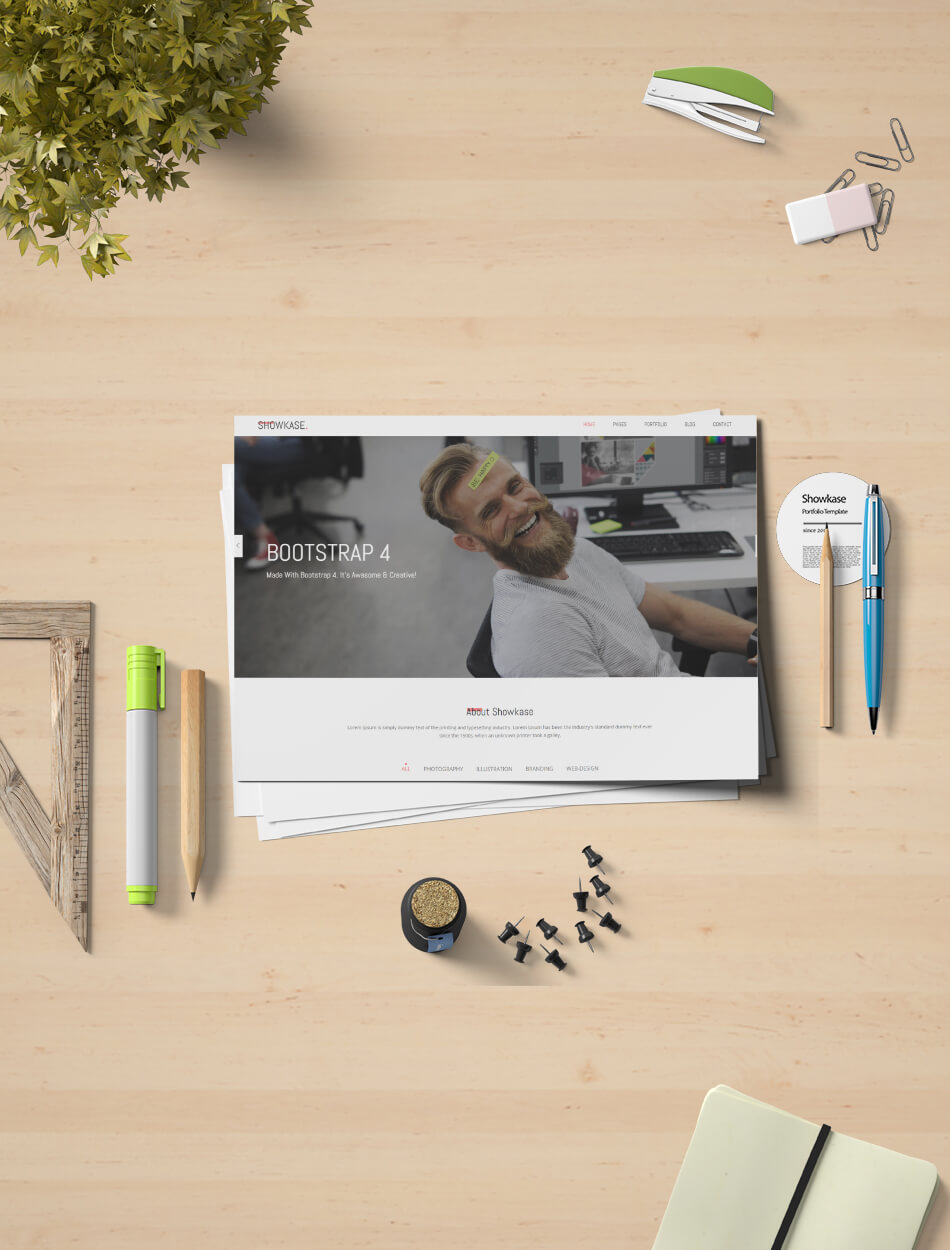 SHOWKASE.
HOME PAGES PORTFOLIO BLOG CONTACT
BE HAPPY
BOOTSTRAP 4
Made With Bootstrap 4. It's Awasome & Creative!
About Showkase
Lorem Ipsum is simply dummy text of the printing and typesetting industry. Lorem Ipsum has been the industry's standard dummy text ever
since the 1500s, when an unknown printer took a galley.
ALL PHOTOGRAPHY ILLUSTRATION BRANDING WEB-DESIGN
Showkase
Portfolio Template
since